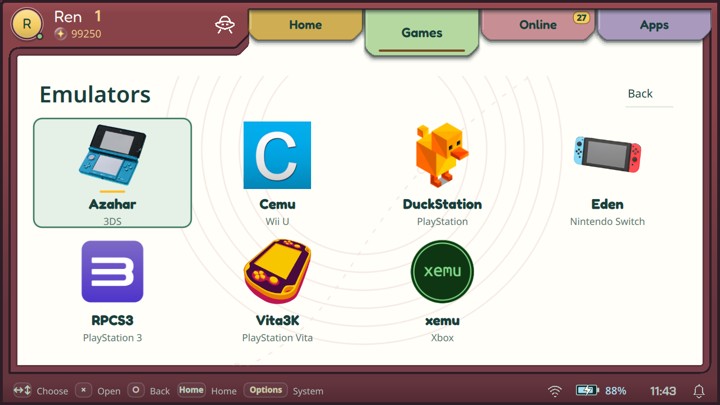 R
Ren 1
99250
Home
Games
Online
27
Apps
Emulators
Back
Azahar
3DS
C
Cemu
Wii U
DuckStation
PlayStation
Eden
Nintendo Switch
RPCS3
PlayStation 3
Vita3K
PlayStation Vita
xemu
xemu
Xbox
Choose
× Open
O Back
Home Home
Options System
88%
11:43